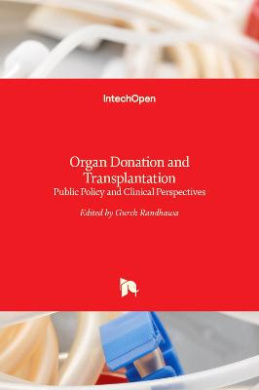 IntechOpen
Organ Donation and
Transplantation
Public Policy and Clinical Perspectives
Edited by Gurch Randhawa